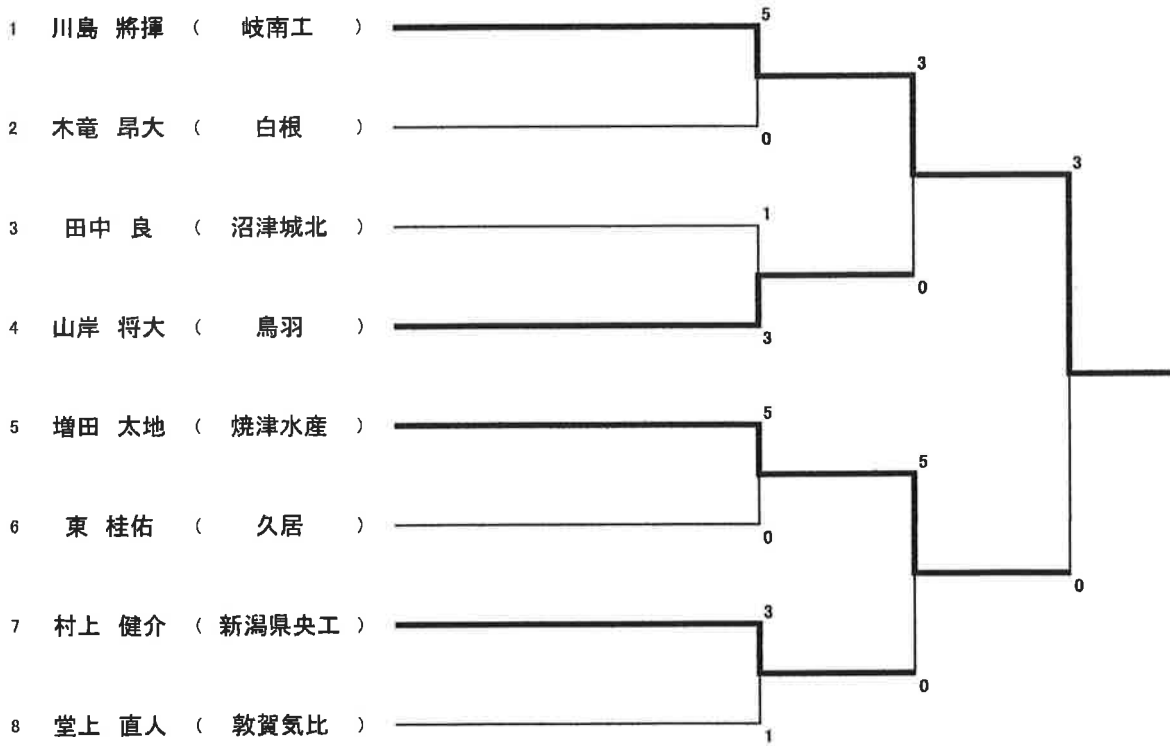 5
1 川島 將揮 ( 岐南工 )
3
2 木竜 昂大 ( 白根 )
0
3
1
3 田中 良 ( 沼津城北 )
0
4 山岸 将大 ( 鳥羽 )
3
5
5 増田 太地 ( 焼津水産 )
5
6 東 桂佑 ( 久居 )
0
0
3
7 村上 健介 ( 新潟県央工 )
0
8 堂上 直人 ( 敦賀気比 )
1